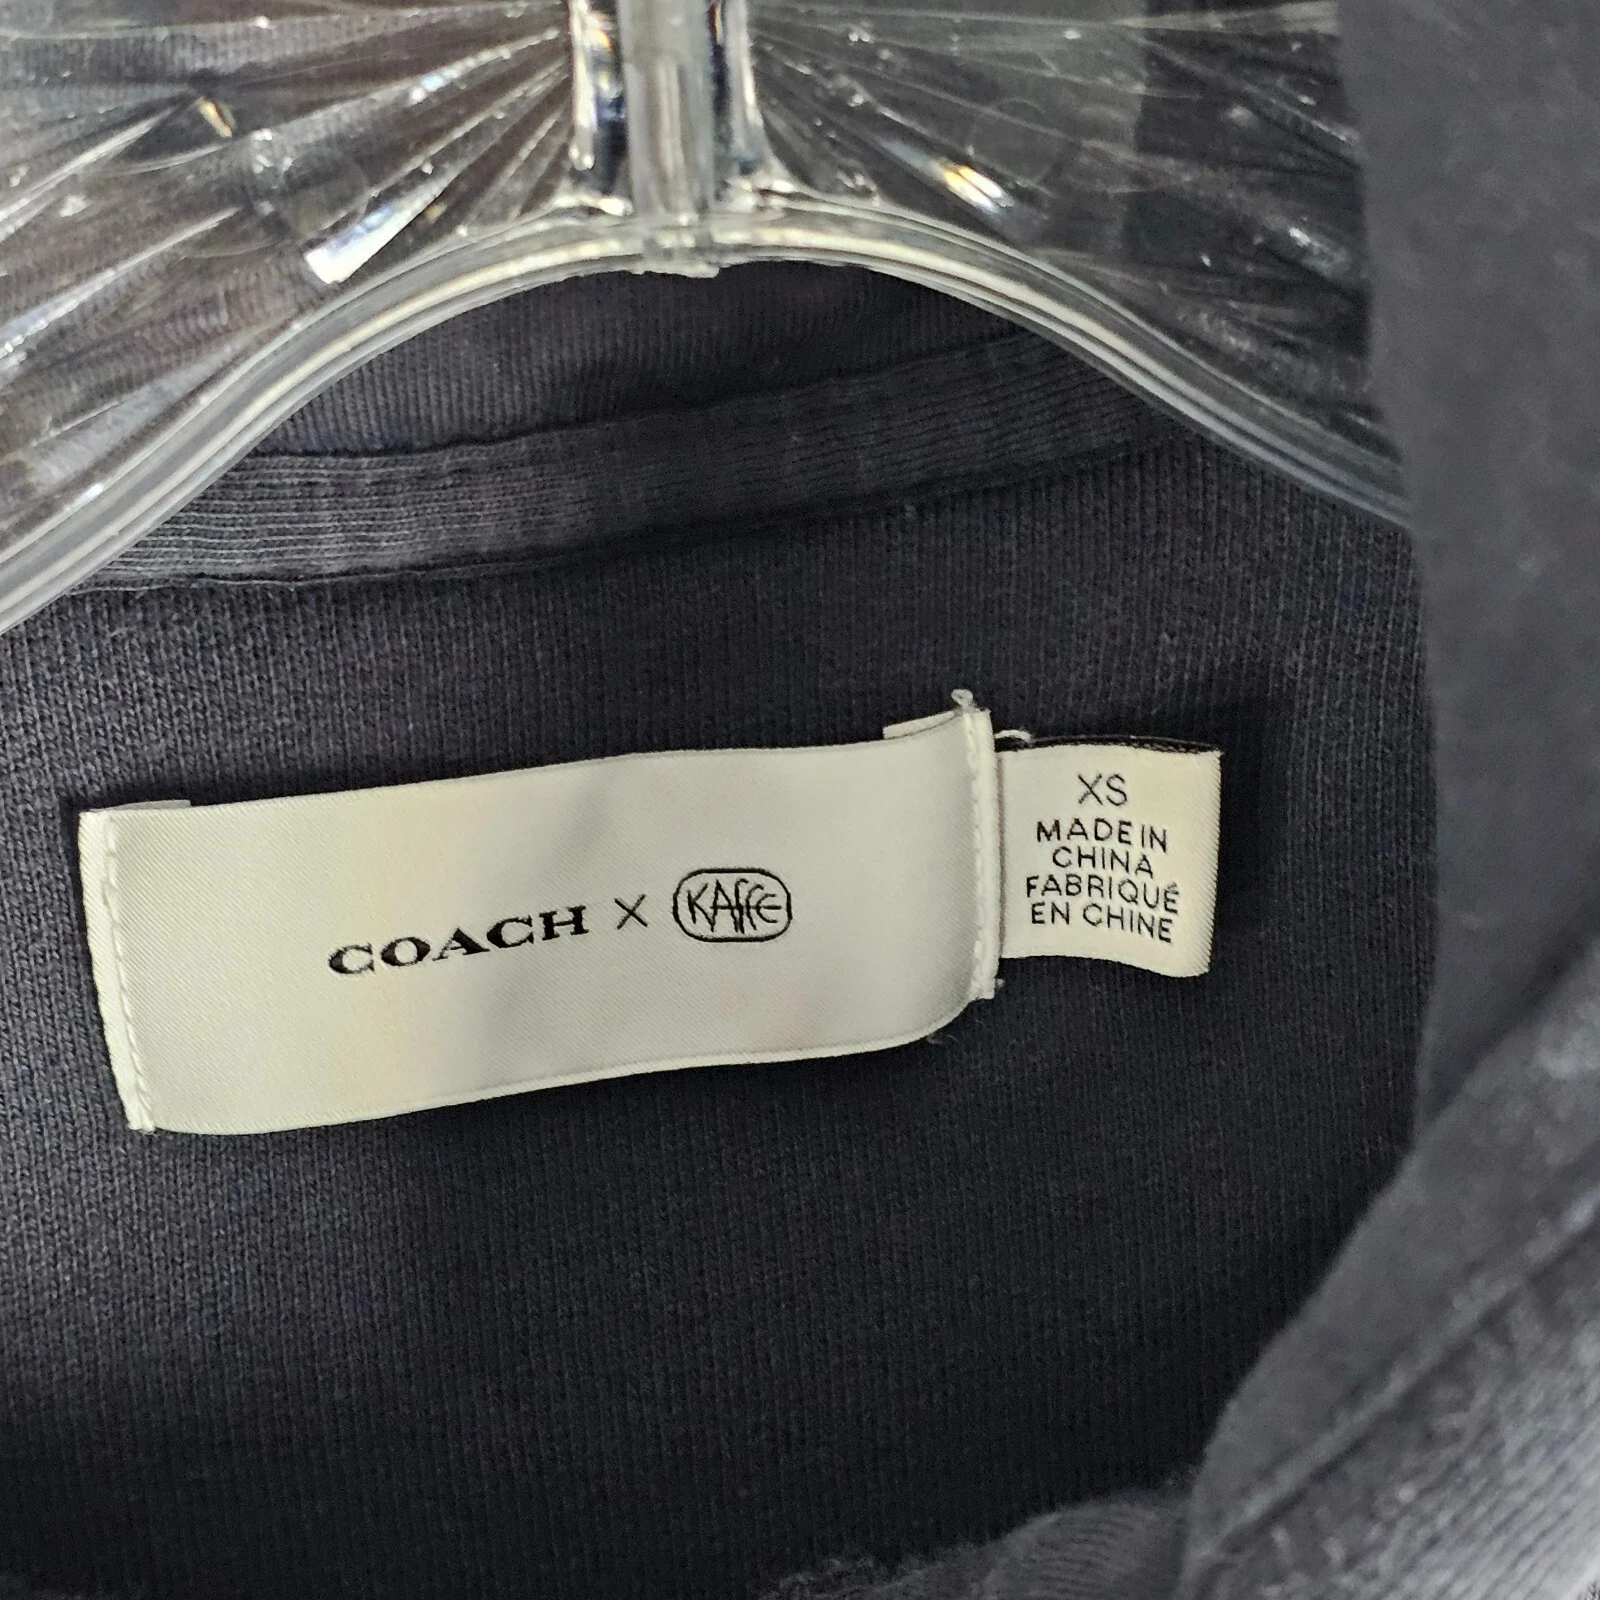 COACH X KAffE
XS
MADE IN
CHINA
FABRIQUÉ
EN CHINE